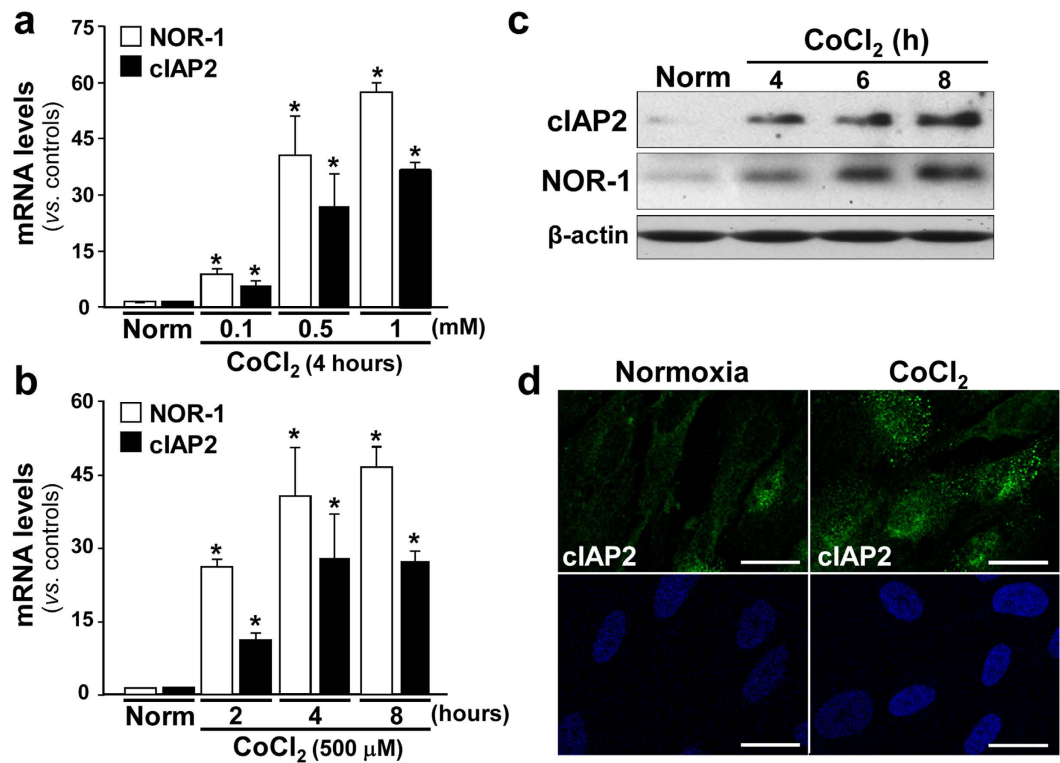 a
75
60
45
30
15
0
mRNA levels
(vs. controls)
NOR-1
cIAP2
* * * * * *
Norm 0.1 0.5 1 (mM)
CoCl₂ (4 hours)
b
60
45
30
15
0
mRNA levels
(vs. controls)
NOR-1
cIAP2
* * * * * *
Norm 2 4 8 (hours)
CoCl₂ (500 µM)
c
CoCl₂ (h)
Norm 4 6 8
cIAP2
NOR-1
β-actin
d
Normoxia CoCl₂
cIAP2 cIAP2